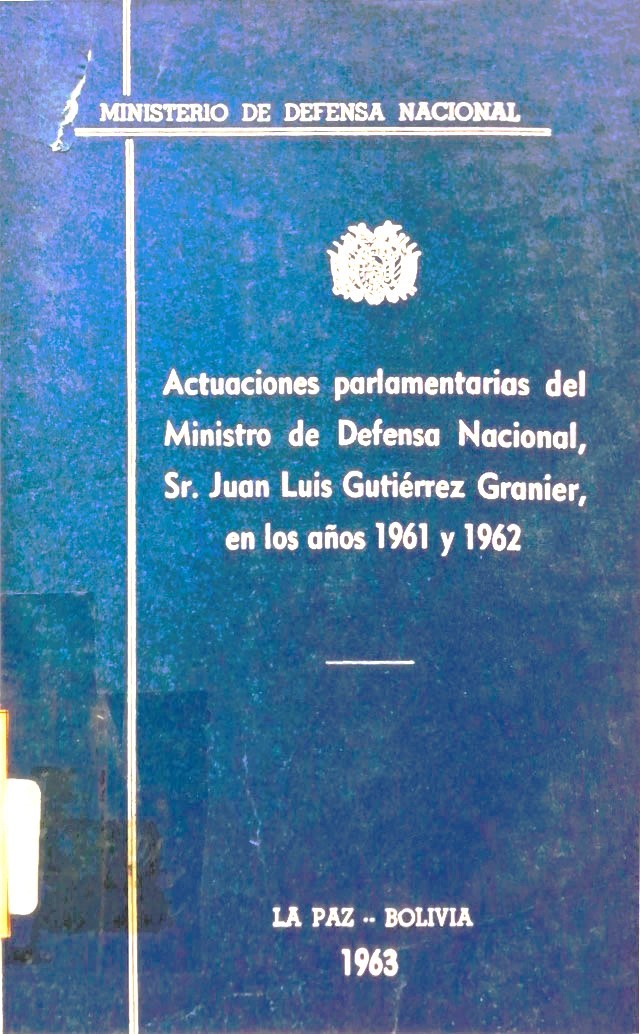 MINISTERIO DE DEFENSA NACIONAL
Actuaciones parlamentarias del
Ministro de Defensa Nacional,
Sr. Juan Luis Gutiérrez Granier,
en los años 1961 y 1962
LA PAZ -- BOLIVIA
1963